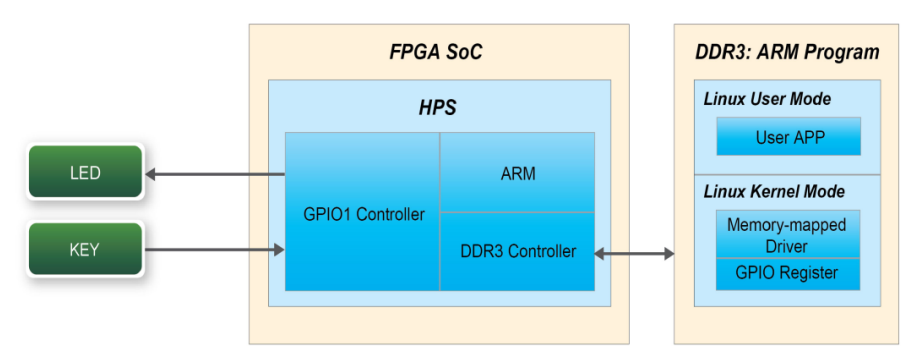 FPGA SoC
HPS
LED
KEY
GPIO1 Controller
ARM
DDR3 Controller
DDR3: ARM Program
Linux User Mode
User APP
Linux Kernel Mode
Memory-mapped
Driver
GPIO Register